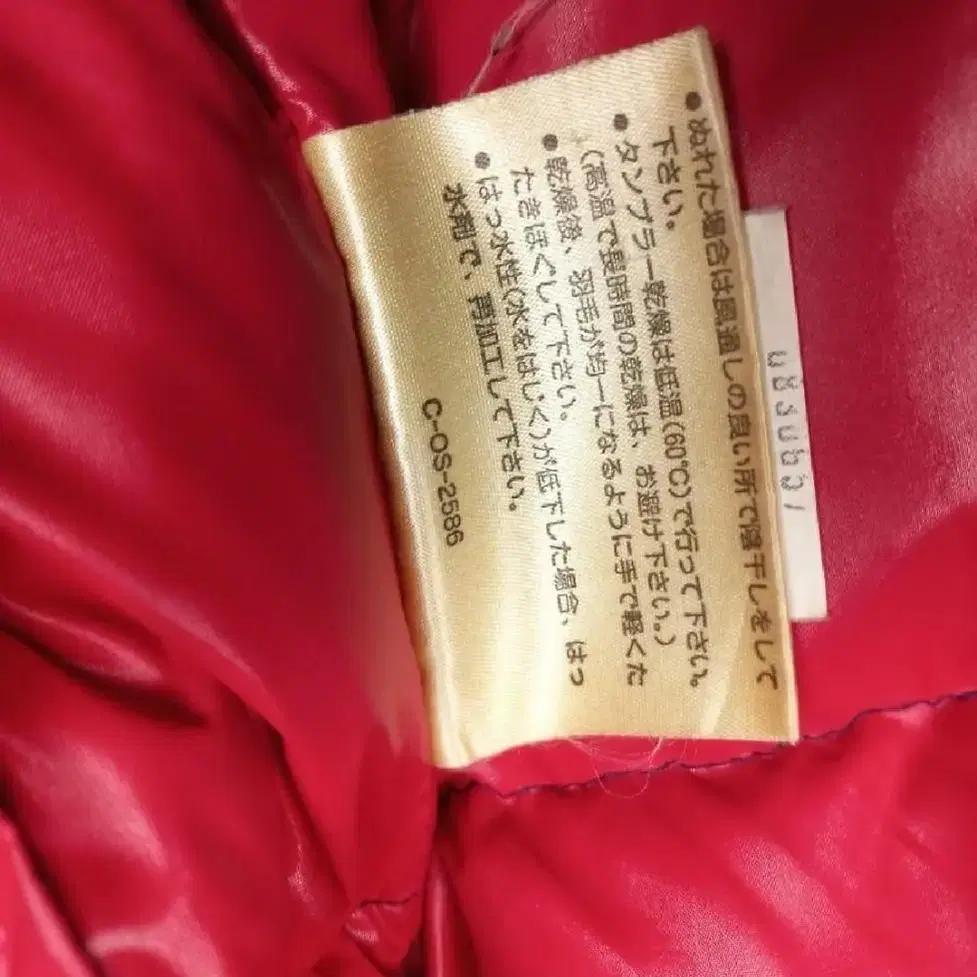 ●ぬれた場合は風通しの良い所で陰干しをして
下さい。
●タンブラー乾燥は低温(60℃)で行って下さい。
(高温で長時間の乾燥は、お避け下さい。)
●乾燥後、羽毛が均一になるように手で軽くた
たきほぐして下さい。
●はっ水性(水をはじく)が低下した場合、はっ
水剤で、再加工して下さい。
C-OS-2586